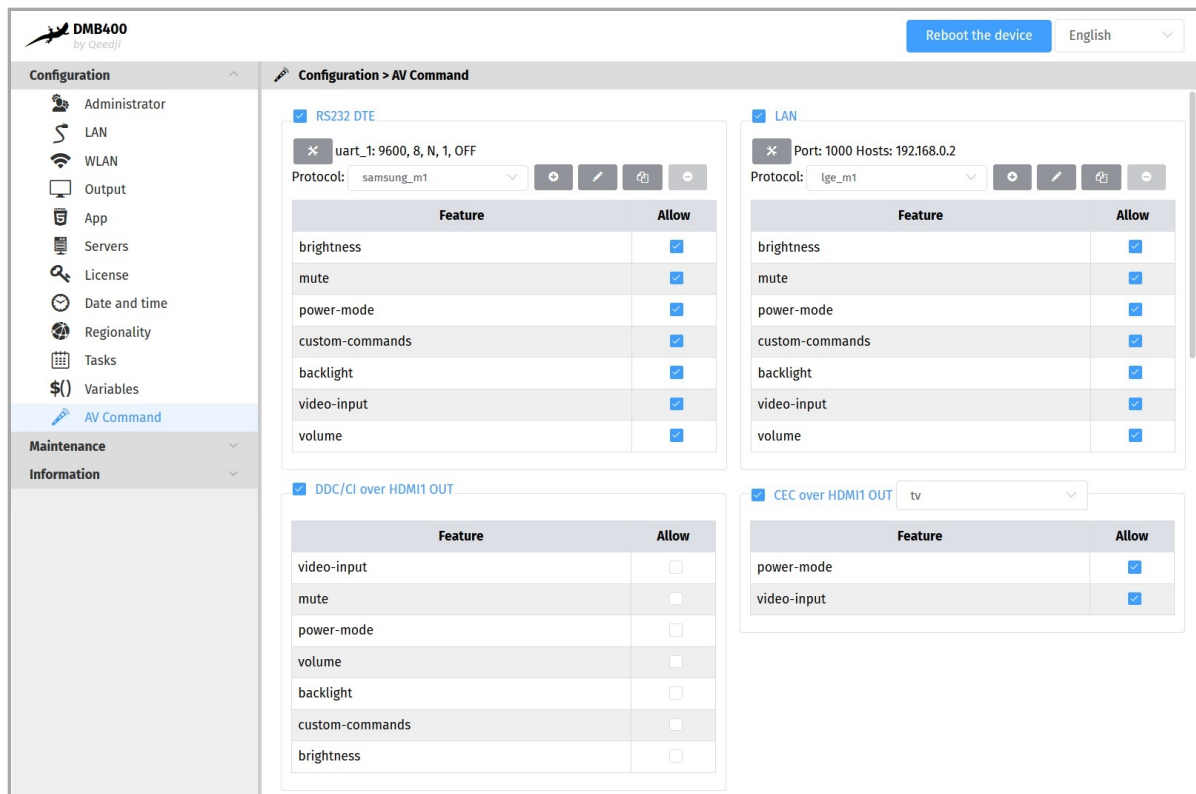 DMB400
by Qeedji
Reboot the device
English
Configuration
Administrator
LAN
WLAN
Output
App
Servers
License
Date and time
Regionality
Tasks
$() Variables
AV Command
Maintenance
Information
Configuration > AV Command
RS232 DTE
uart_1: 9600, 8, N, 1, OFF
Protocol: samsung_m1
Feature Allow
brightness
mute
power-mode
custom-commands
backlight
video-input
volume
LAN
Port: 1000 Hosts: 192.168.0.2
Protocol: lge_m1
Feature Allow
brightness
mute
power-mode
custom-commands
backlight
video-input
volume
DDC/CI over HDMI1 OUT
Feature Allow
video-input
mute
power-mode
volume
backlight
custom-commands
brightness
CEC over HDMI1 OUT tv
Feature Allow
power-mode
video-input